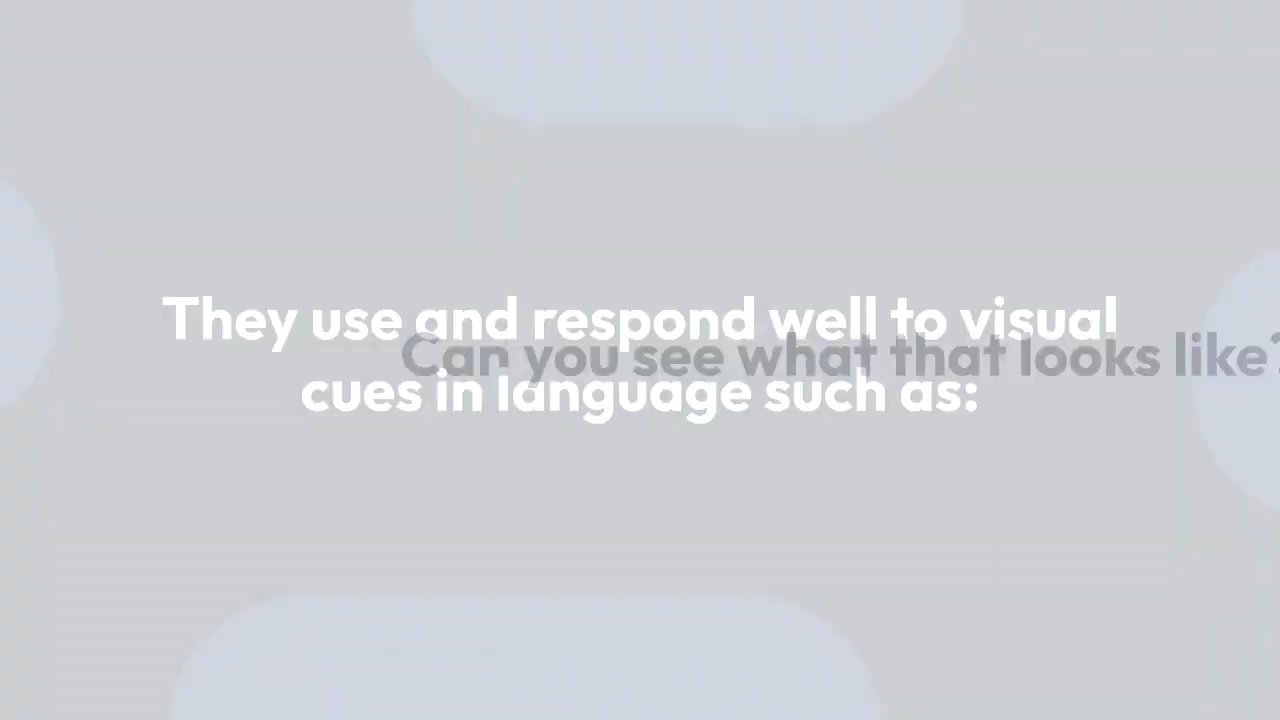 They use and respond well to visual
Can you see what that looks like?
cues in language such as: